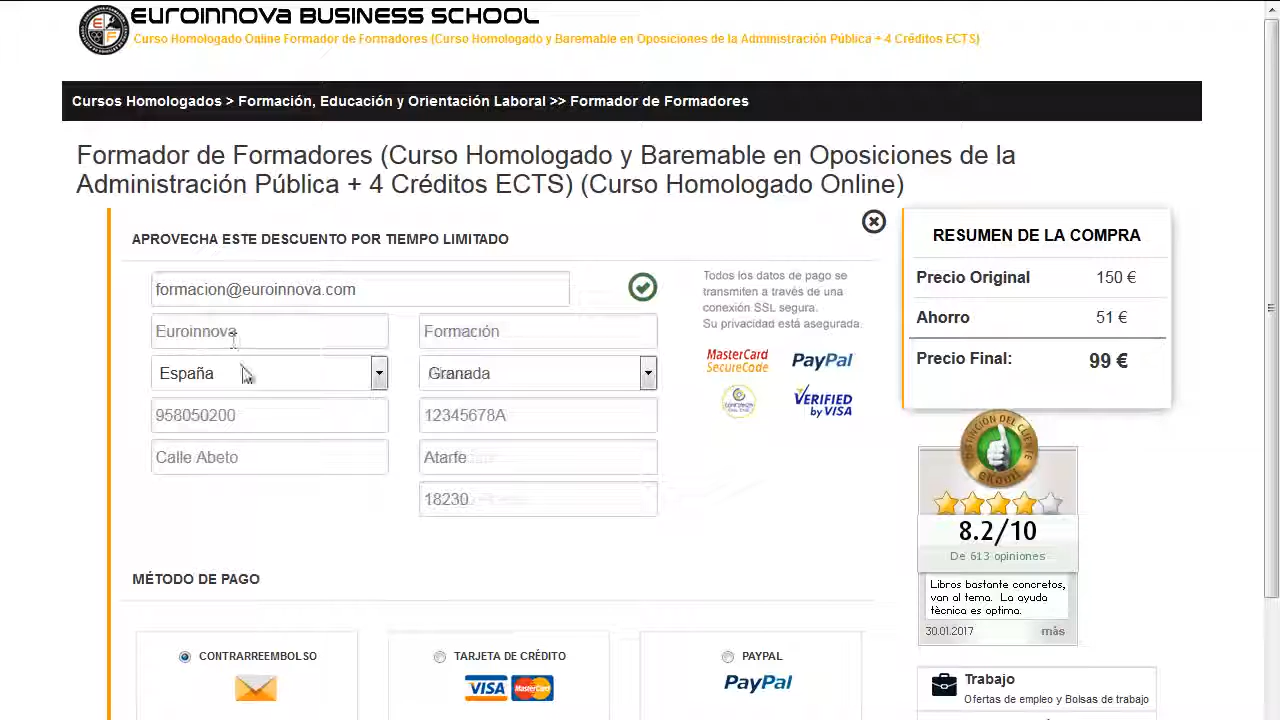 EUROINNOVA BUSINESS SCHOOL
Curso Homologado Online Formador de Formadores (Curso Homologado y Baremable en Oposiciones de la Administración Pública + 4 Créditos ECTS)
Cursos Homologados > Formación, Educación y Orientación Laboral >> Formador de Formadores
Formador de Formadores (Curso Homologado y Baremable en Oposiciones de la
Administración Pública + 4 Créditos ECTS) (Curso Homologado Online)
APROVECHA ESTE DESCUENTO POR TIEMPO LIMITADO
formacion@euroinnova.com
Euroinnova
Formación
España
Granada
958050200
12345678A
Calle Abeto
Atarfe
18230
Todos los datos de pago se
transmiten a través de una
conexión SSL segura.
Su privacidad está asegurada.
MasterCard
SecureCode
PayPal
VERIFIED
by VISA
MÉTODO DE PAGO
CONTRARREEMBOLSO
TARJETA DE CRÉDITO
VISA
MasterCard
PAYPAL
PayPal
RESUMEN DE LA COMPRA
Precio Original 150 €
Ahorro 51 €
Precio Final: 99 €
DISTINCIÓN DEL CLIENTE
eKomi
8.2/10
De 613 opiniones
Libros bastante concretos,
van al tema. La ayuda
técnica es optima.
30.01.2017 más
Trabajo
Ofertas de empleo y Bolsas de trabajo